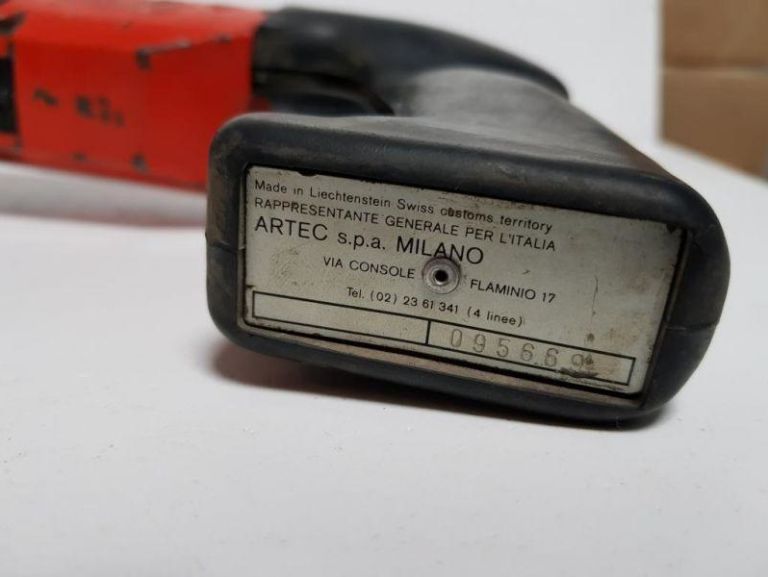 Made in Liechtenstein Swiss customs territory
RAPPRESENTANTE GENERALE PER L'ITALIA
ARTEC s.p.a. MILANO
VIA CONSOLE FLAMINIO 17
Tel. (02) 23 61 341 (4 linee)
095669